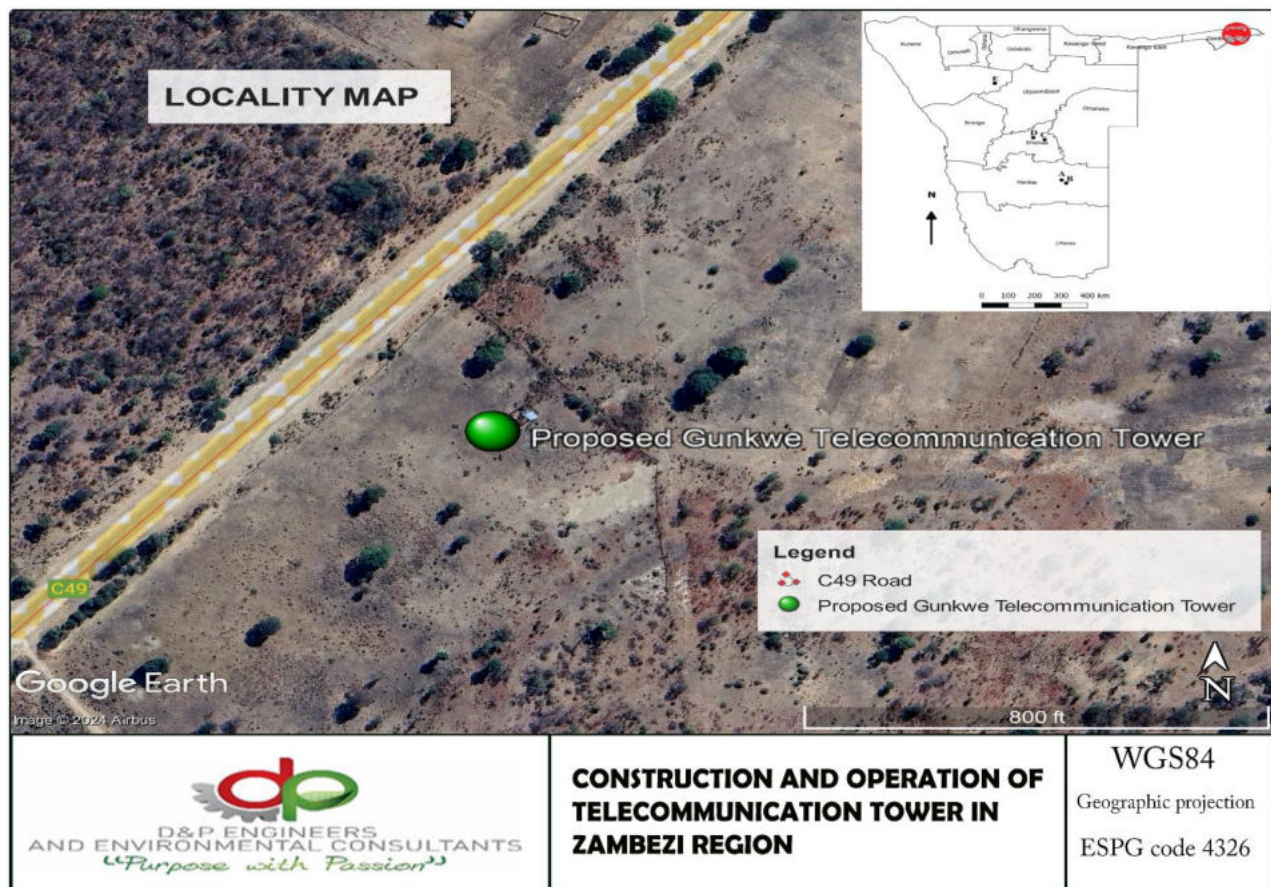 LOCALITY MAP
Kunene
Omusati
Ohangwena
Oshikoto
Kavango West
Kavango East
Otjozondjupa
Omaheke
Erongo
Khomas
Hardap
//Kharas
E
D
C
A
B
N
0 100 200 300 400 km
Proposed Gunkwe Telecommunication Tower
Legend
C49 Road
Proposed Gunkwe Telecommunication Tower
C49
Google Earth
Image © 2024 Airbus
N
800 ft
dp
D&P ENGINEERS
AND ENVIRONMENTAL CONSULTANTS
“Purpose with Passion”
CONSTRUCTION AND OPERATION OF
TELECOMMUNICATION TOWER IN
ZAMBEZI REGION
WGS84
Geographic projection
ESPG code 4326